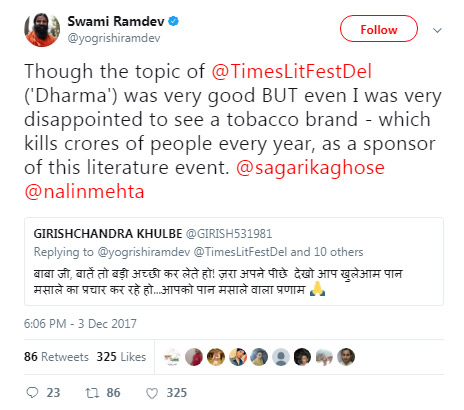 Swami Ramdev
@yogrishiramdev
Follow
Though the topic of @TimesLitFestDel
('Dharma') was very good BUT even I was very
disappointed to see a tobacco brand - which
kills crores of people every year, as a sponsor
of this literature event. @sagarikaghose
@nalinmehta
GIRISHCHANDRA KHULBE @GIRISH531981
Replying to @yogrishiramdev @TimesLitFestDel and 10 others
बाबा जी, बातें तो बड़ी अच्छी कर लेते हो! ज़रा अपने पीछे देखो आप खुलेआम पान
मसाले का प्रचार कर रहे हो...आपको पान मसाले वाला प्रणाम 🙏
6:06 PM - 3 Dec 2017
86 Retweets 325 Likes
23 86 325